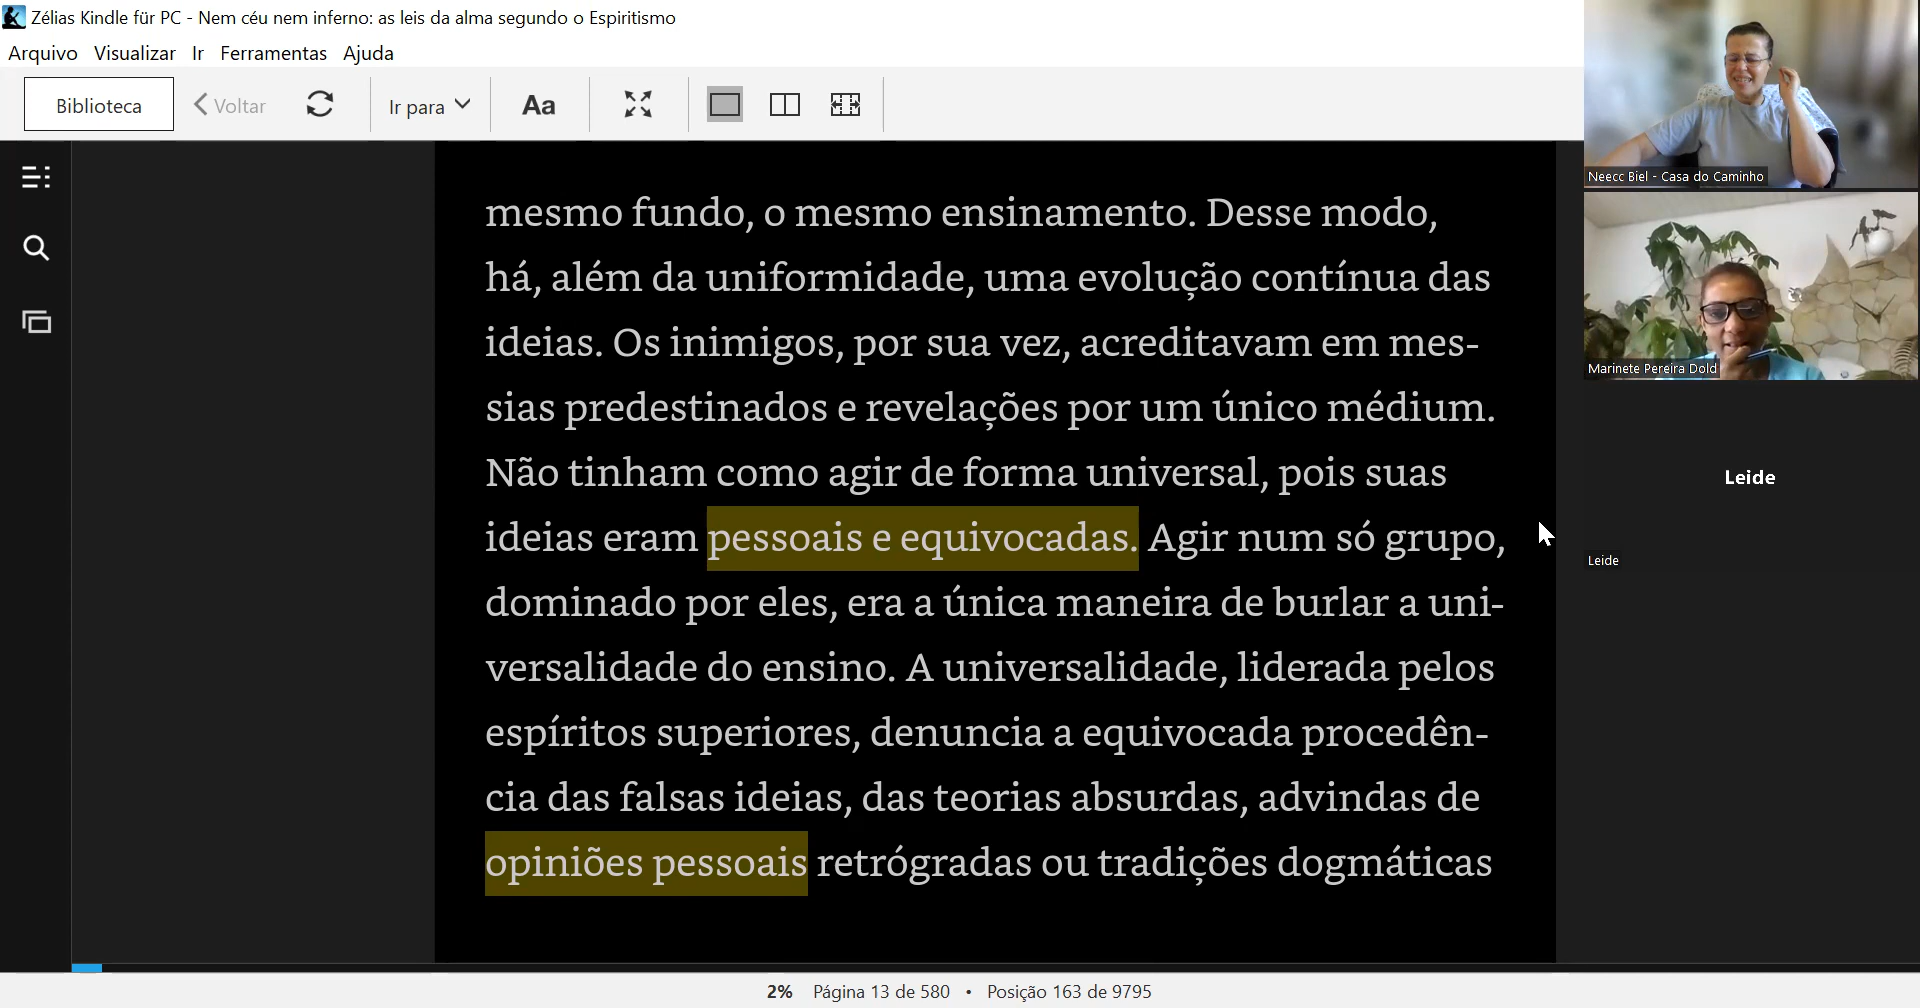 Zélias Kindle für PC - Nem céu nem inferno: as leis da alma segundo o Espiritismo
Arquivo Visualizar Ir Ferramentas Ajuda
Biblioteca Voltar Ir para Aa
mesmo fundo, o mesmo ensinamento. Desse modo,
há, além da uniformidade, uma evolução contínua das
ideias. Os inimigos, por sua vez, acreditavam em mes-
sias predestinados e revelações por um único médium.
Não tinham como agir de forma universal, pois suas
ideias eram pessoais e equivocadas. Agir num só grupo,
dominado por eles, era a única maneira de burlar a uni-
versalidade do ensino. A universalidade, liderada pelos
espíritos superiores, denuncia a equivocada procedên-
cia das falsas ideias, das teorias absurdas, advindas de
opiniões pessoais retrógradas ou tradições dogmáticas
2% Página 13 de 580 • Posição 163 de 9795
Neecc Biel - Casa do Caminho
Marinete Pereira Dold
Leide
Leide